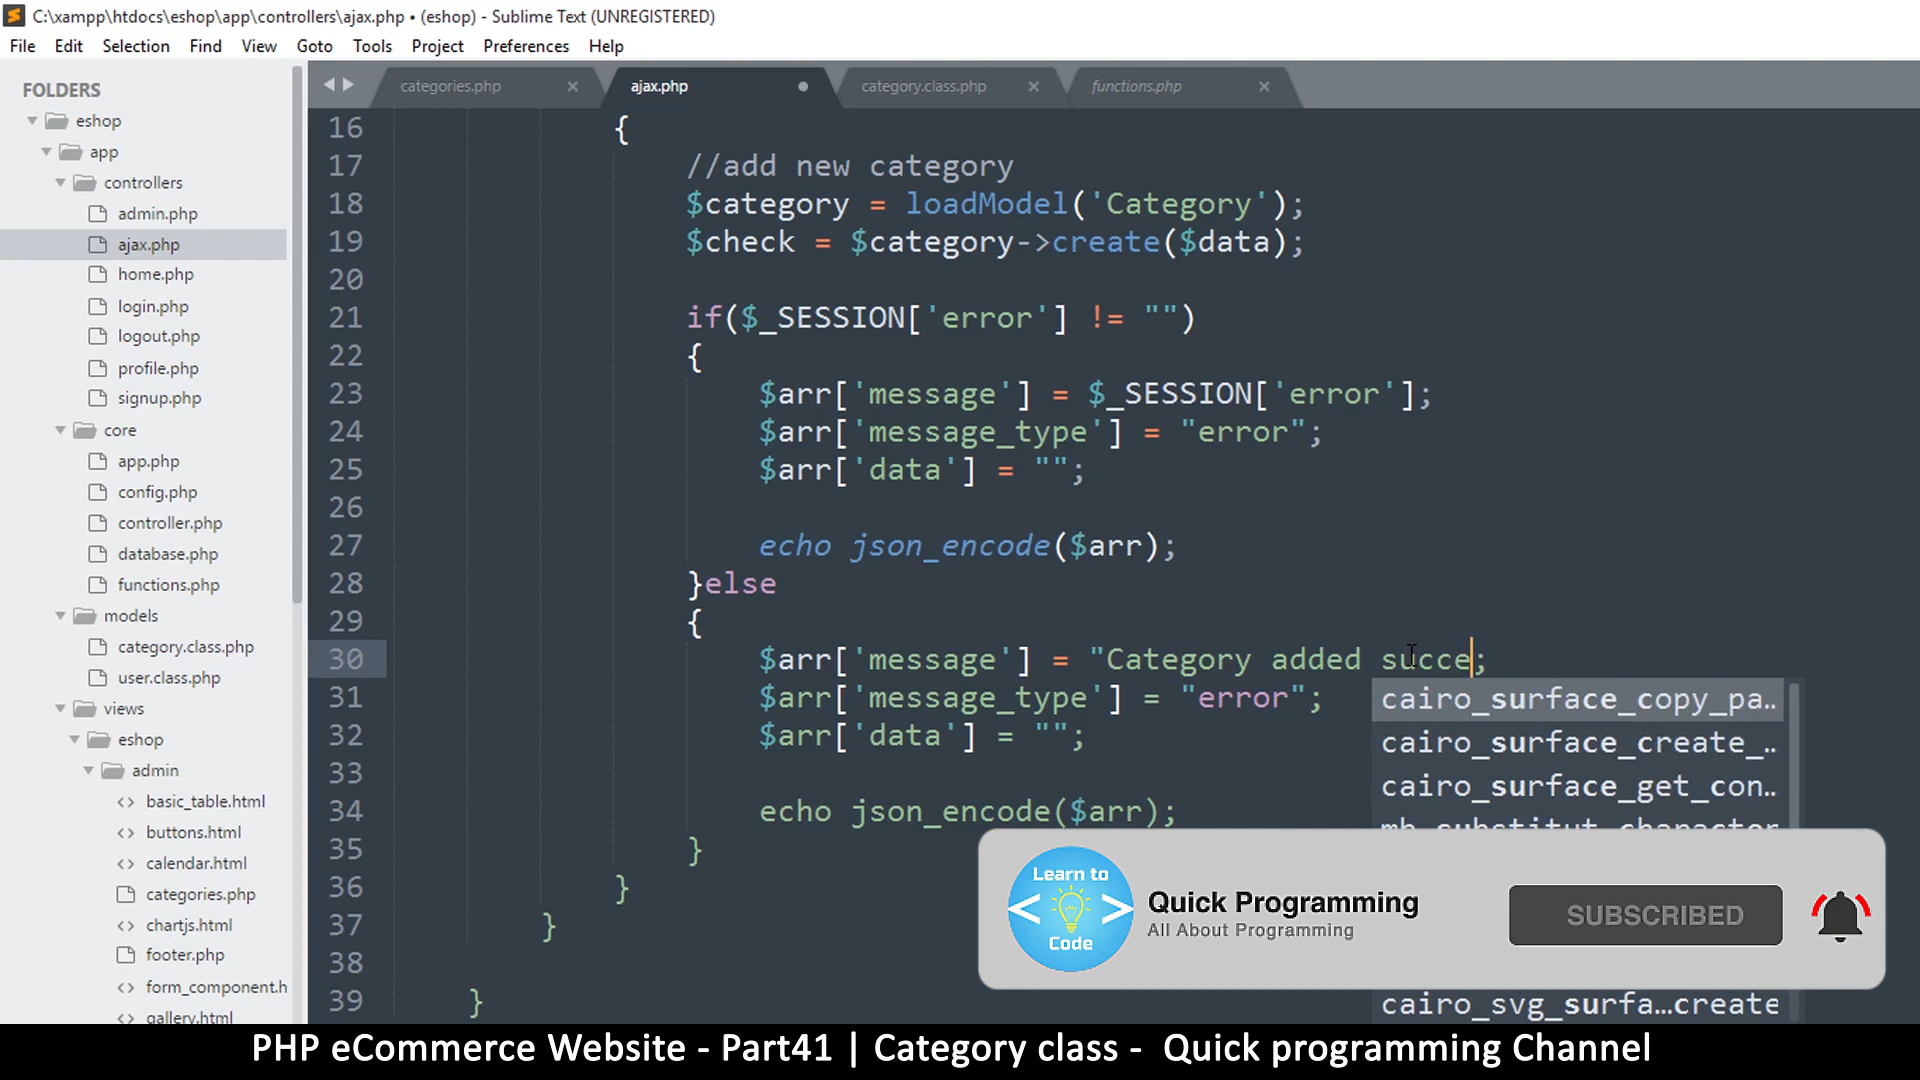 C:\xampp\htdocs\eshop\app\controllers\ajax.php • (eshop) - Sublime Text (UNREGISTERED)
File Edit Selection Find View Goto Tools Project Preferences Help
FOLDERS
eshop
app
controllers
admin.php
ajax.php
home.php
login.php
logout.php
profile.php
signup.php
core
app.php
config.php
controller.php
database.php
functions.php
models
category.class.php
user.class.php
views
eshop
admin
basic_table.html
buttons.html
calendar.html
categories.php
chartjs.html
footer.php
form_component.h
gallery.html
categories.php ajax.php category.class.php functions.php
16 {
17 //add new category
18 $category = loadModel('Category');
19 $check = $category->create($data);
20
21 if($_SESSION['error'] != "")
22 {
23 $arr['message'] = $_SESSION['error'];
24 $arr['message_type'] = "error";
25 $arr['data'] = "";
26
27 echo json_encode($arr);
28 }else
29 {
30 $arr['message'] = "Category added succe;
31 $arr['message_type'] = "error";
32 $arr['data'] = "";
33
34 echo json_encode($arr);
35 }
36 }
37 }
38
39 }
cairo_surface_copy_pa..
cairo_surface_create_..
cairo_surface_get_con..
mb_substitut_character
cairo_svg_surfa...create
Learn to
Code
Quick Programming
All About Programming
SUBSCRIBED
PHP eCommerce Website - Part41 | Category class - Quick programming Channel